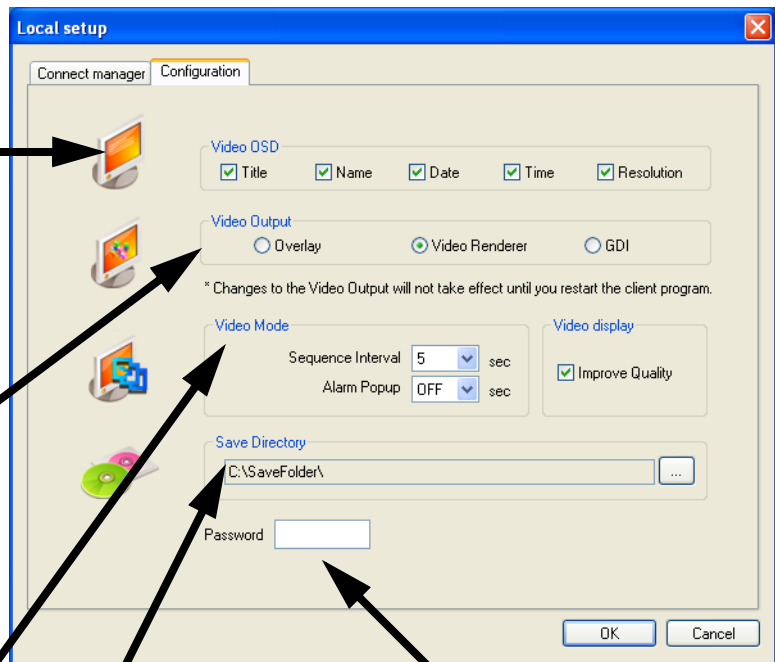 Local setup
Connect manager Configuration
Video OSD
Title Name Date Time Resolution
Video Output
Overlay Video Renderer GDI
* Changes to the Video Output will not take effect until you restart the client program.
Video Mode
Sequence Interval 5 sec
Alarm Popup OFF sec
Video display
Improve Quality
Save Directory
C:\SaveFolder\ ...
Password
OK Cancel